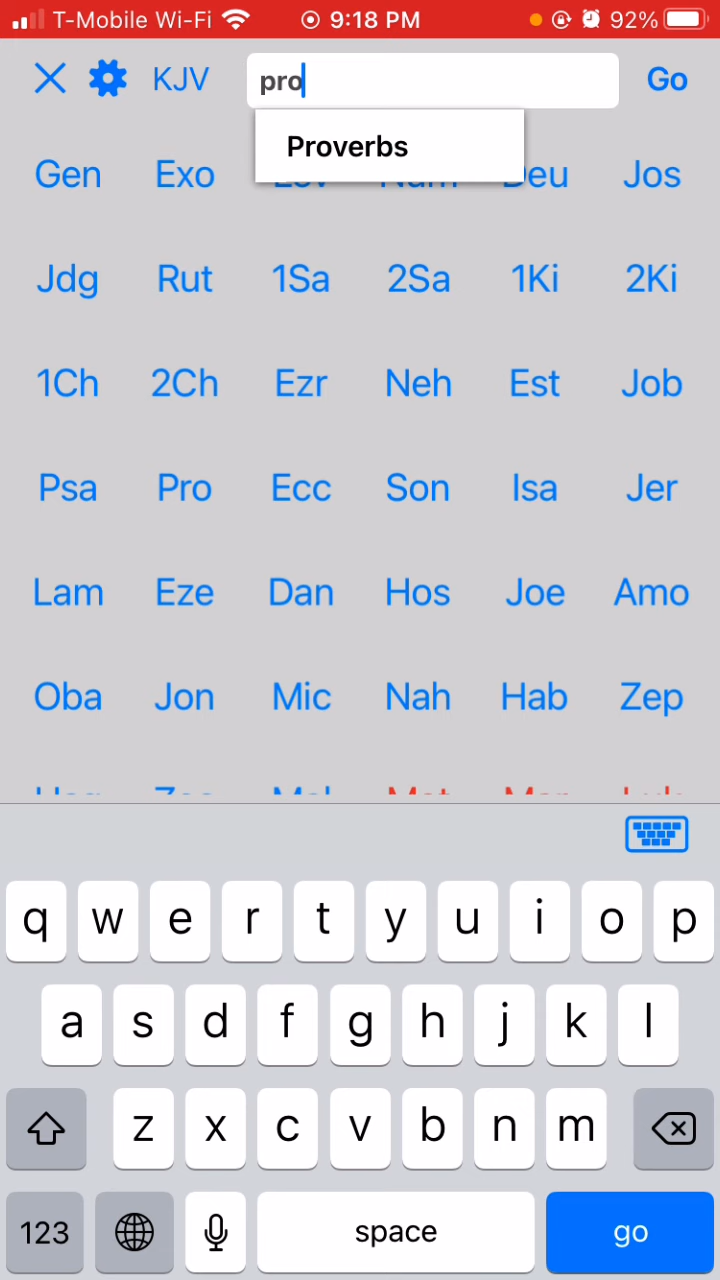 T-Mobile Wi-Fi 9:18 PM 92%
KJV pro Go
Proverbs
Gen Exo Deu Jos
Jdg Rut 1Sa 2Sa 1Ki 2Ki
1Ch 2Ch Ezr Neh Est Job
Psa Pro Ecc Son Isa Jer
Lam Eze Dan Hos Joe Amo
Oba Jon Mic Nah Hab Zep
q w e r t y u i o p
a s d f g h j k l
z x c v b n m
123 space go